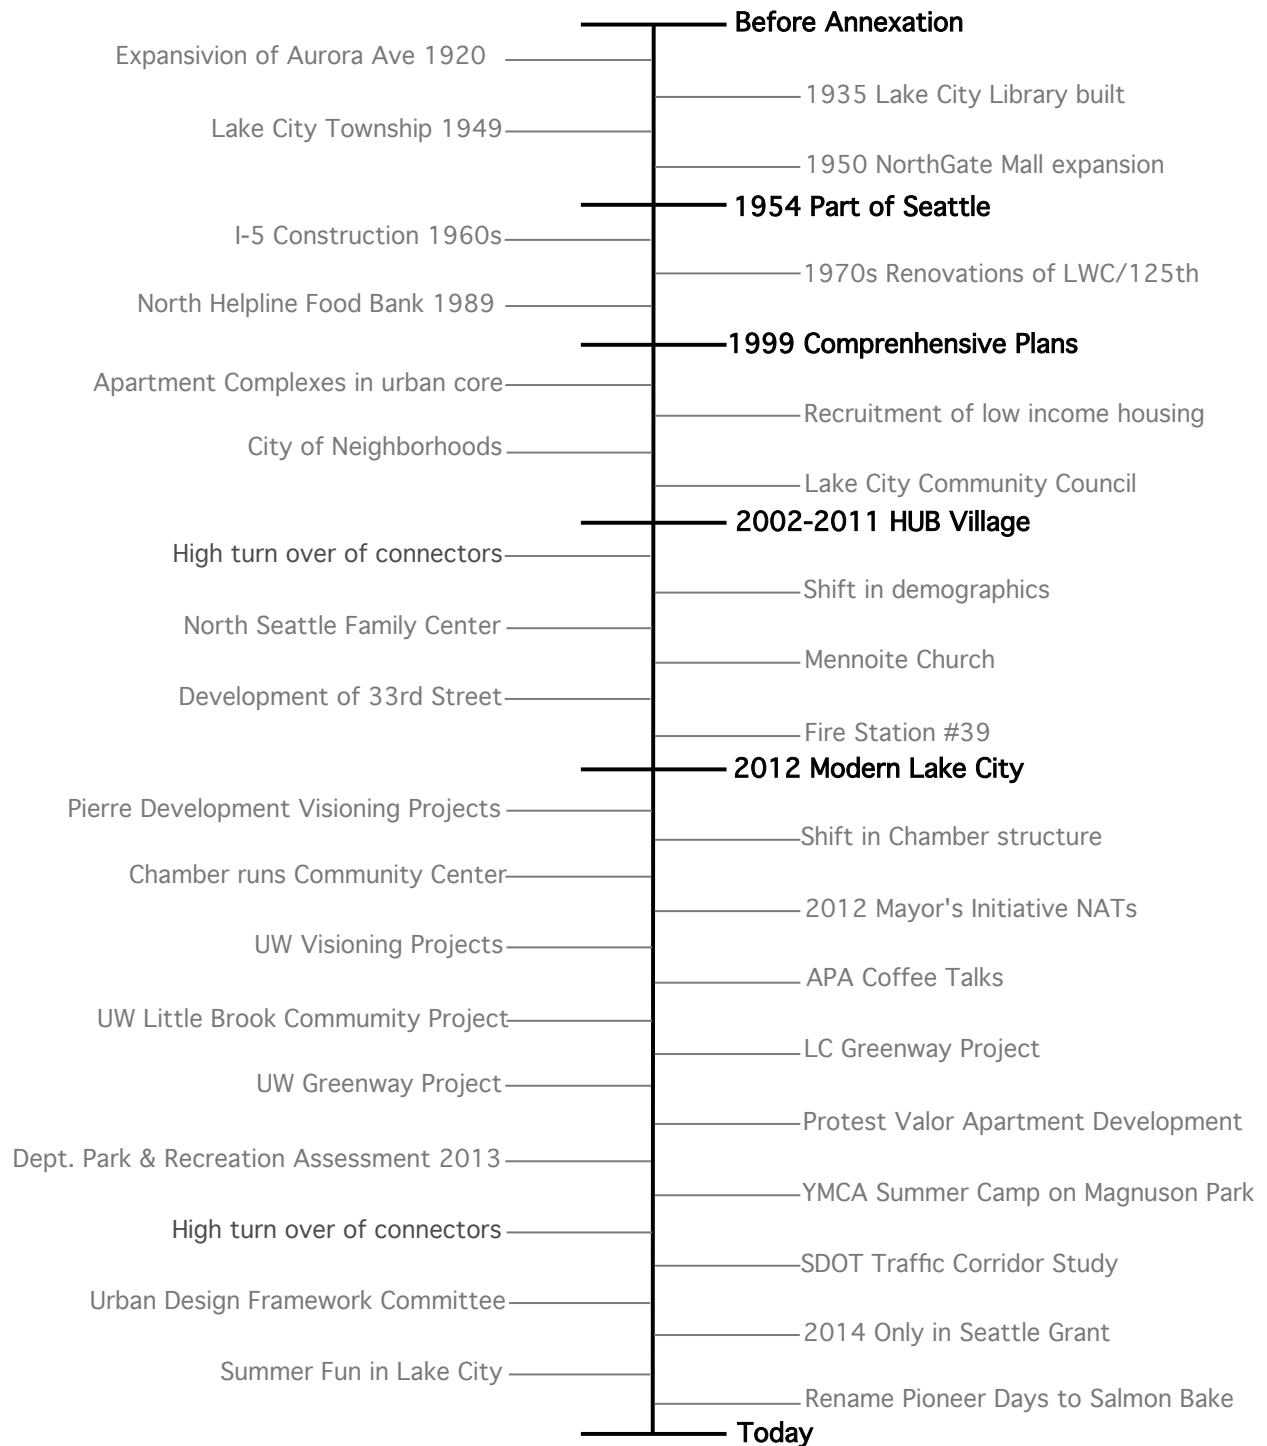 Before Annexation
Expansivion of Aurora Ave 1920
1935 Lake City Library built
Lake City Township 1949
1950 NorthGate Mall expansion
1954 Part of Seattle
I-5 Construction 1960s
1970s Renovations of LWC/125th
North Helpline Food Bank 1989
1999 Comprenhensive Plans
Apartment Complexes in urban core
Recruitment of low income housing
City of Neighborhoods
Lake City Community Council
2002-2011 HUB Village
High turn over of connectors
Shift in demographics
North Seattle Family Center
Mennoite Church
Development of 33rd Street
Fire Station #39
2012 Modern Lake City
Pierre Development Visioning Projects
Shift in Chamber structure
Chamber runs Community Center
2012 Mayor's Initiative NATs
UW Visioning Projects
APA Coffee Talks
UW Little Brook Commumity Project
LC Greenway Project
UW Greenway Project
Protest Valor Apartment Development
Dept. Park & Recreation Assessment 2013
YMCA Summer Camp on Magnuson Park
High turn over of connectors
SDOT Traffic Corridor Study
Urban Design Framework Committee
2014 Only in Seattle Grant
Summer Fun in Lake City
Rename Pioneer Days to Salmon Bake
Today